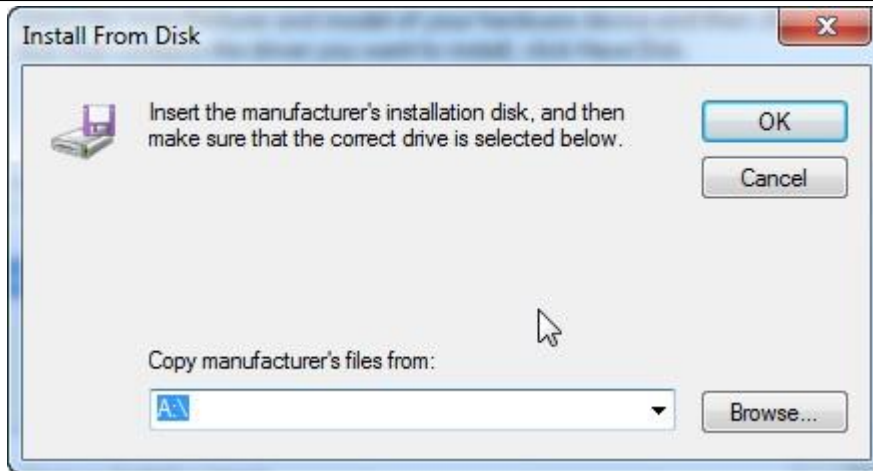 Install From Disk
Insert the manufacturer's installation disk, and then
make sure that the correct drive is selected below.
OK
Cancel
Copy manufacturer's files from:
A:\
Browse...